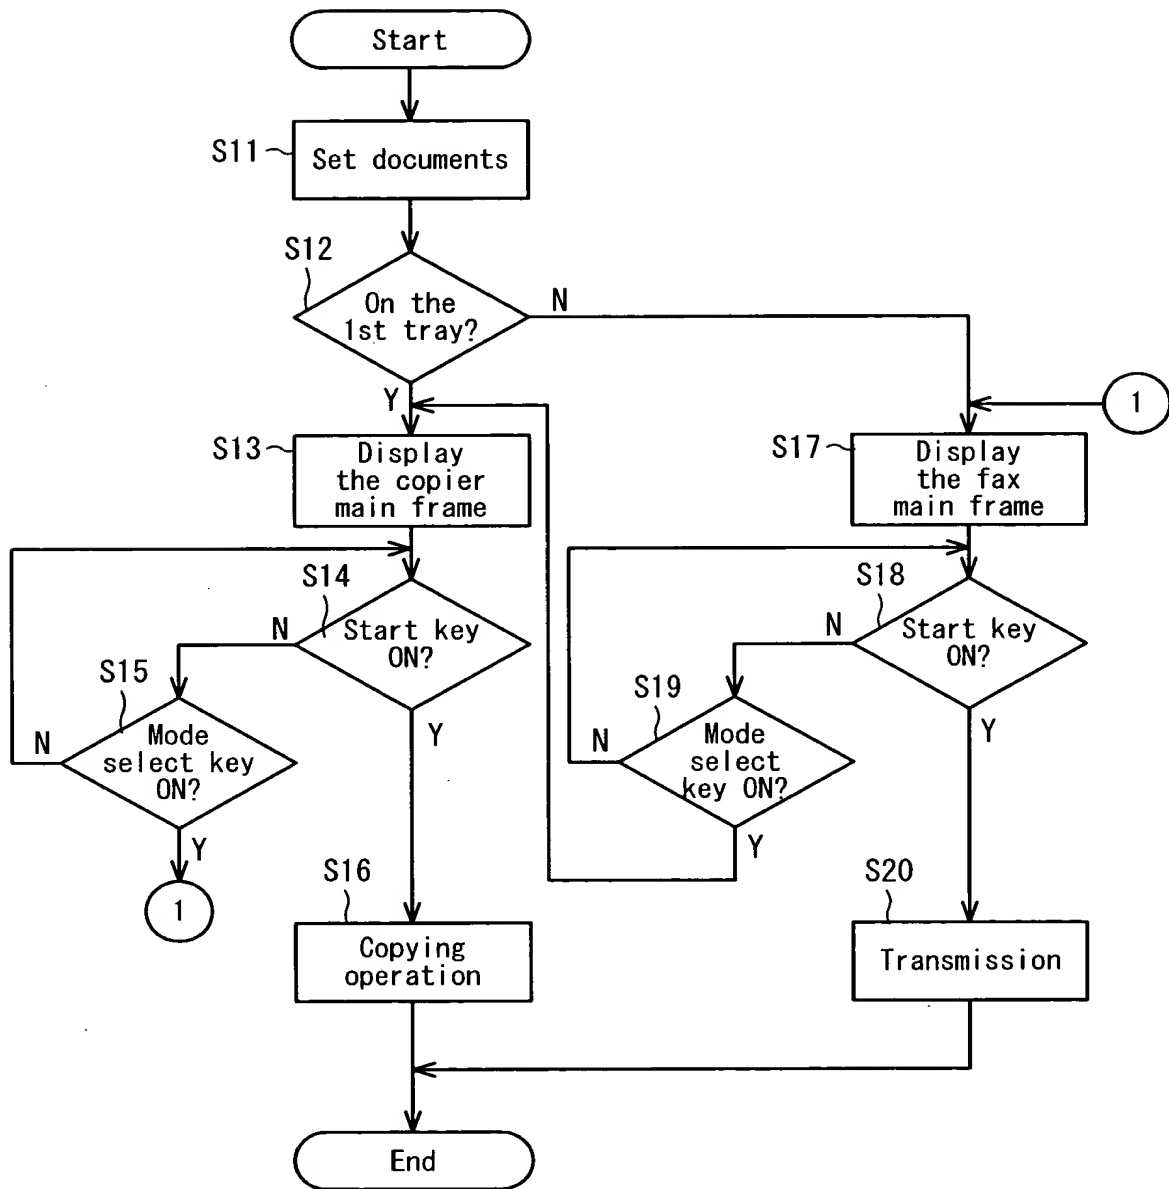 Start
S11
Set documents
S12
On the
1st tray?
N
Y
1
S13
Display
the copier
main frame
S17
Display
the fax
main frame
S14
Start key
ON?
N
Y
S18
Start key
ON?
N
Y
S15
Mode
select key
ON?
N
Y
1
S19
Mode
select
key ON?
N
Y
S16
Copying
operation
S20
Transmission
End